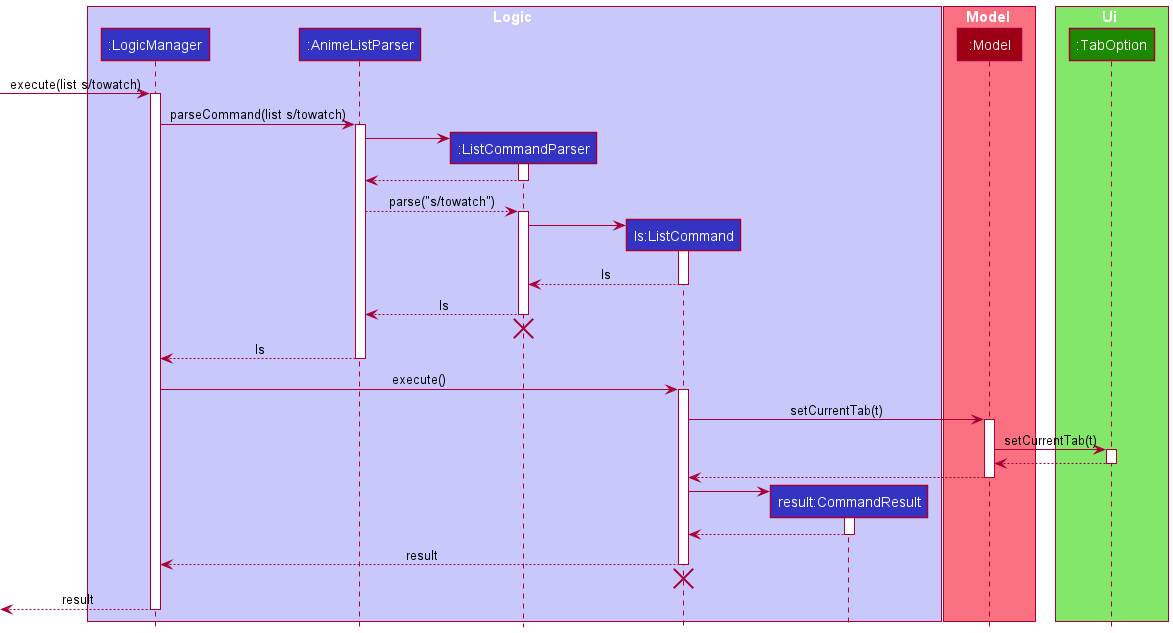 Logic
Model
Ui
:LogicManager
:AnimeListParser
:Model
:TabOption
execute(list s/towatch)
parseCommand(list s/towatch)
:ListCommandParser
parse("s/towatch")
ls:ListCommand
ls
ls
ls
execute()
setCurrentTab(t)
setCurrentTab(t)
result:CommandResult
result
result